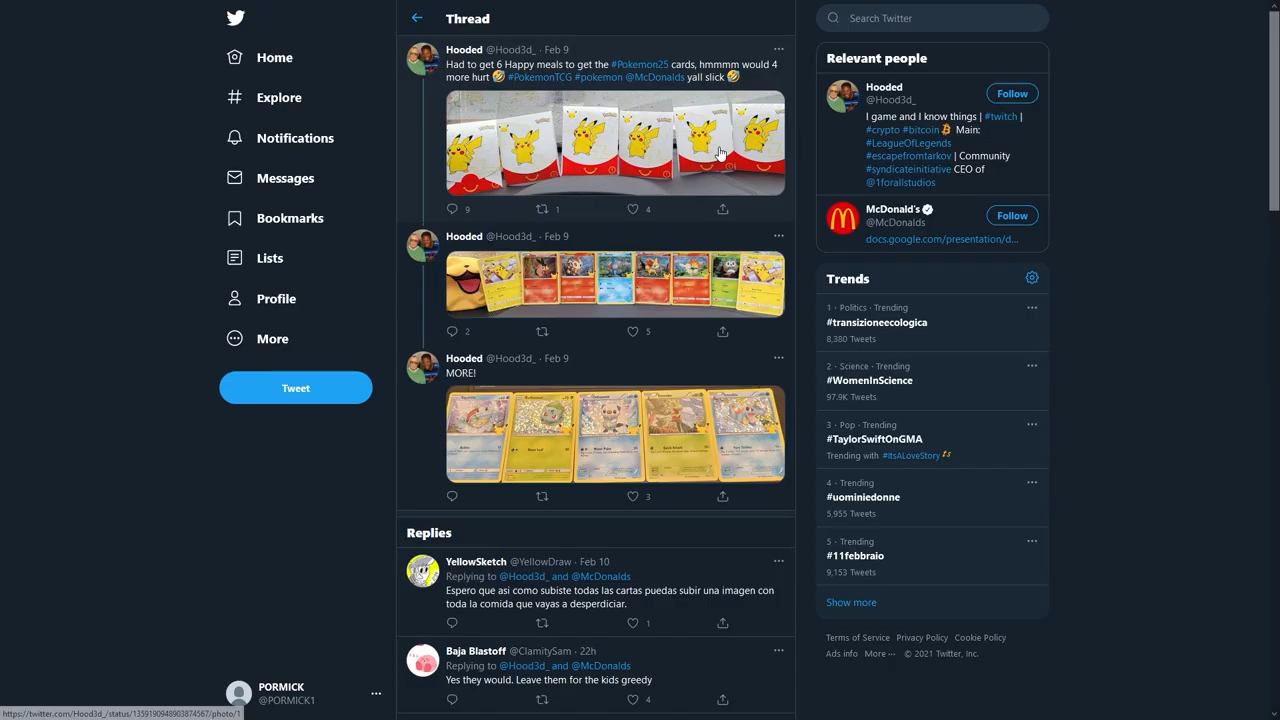 Home
Explore
Notifications
Messages
Bookmarks
Lists
Profile
More
Tweet
PORMICK
@PORMICK1
https://twitter.com/Hood3d_/status/1359190948903874567/photo/1
Thread
Hooded @Hood3d_ · Feb 9
Had to get 6 Happy meals to get the #Pokemon25 cards, hmmmm would 4
more hurt 🤣 #PokemonTCG #pokemon @McDonalds yall slick 🤣
9 1 4
Hooded @Hood3d_ · Feb 9
2 5
Hooded @Hood3d_ · Feb 9
MORE!
3
Replies
YellowSketch @YellowDraw · Feb 10
Replying to @Hood3d_ and @McDonalds
Espero que asi como subiste todas las cartas puedas subir una imagen con
toda la comida que vayas a desperdiciar.
1
Baja Blastoff @ClamitySam · 22h
Replying to @Hood3d_ and @McDonalds
Yes they would. Leave them for the kids greedy
4
Search Twitter
Relevant people
Hooded
@Hood3d_
Follow
I game and I know things | #twitch |
#crypto #bitcoin Main:
#LeagueOfLegends
#escapefromtarkov | Community
#syndicateinitiative CEO of
@1forallstudios
McDonald's
@McDonalds
Follow
docs.google.com/presentation/d…
Trends
1 · Politics · Trending
#transizioneecologica
8,380 Tweets
2 · Science · Trending
#WomenInScience
97.9K Tweets
3 · Pop · Trending
#TaylorSwiftOnGMA
Trending with #ItsALoveStory
4 · Trending
#uominiedonne
5,955 Tweets
5 · Trending
#11febbraio
9,153 Tweets
Show more
Terms of Service Privacy Policy Cookie Policy
Ads info More ··· © 2021 Twitter, Inc.